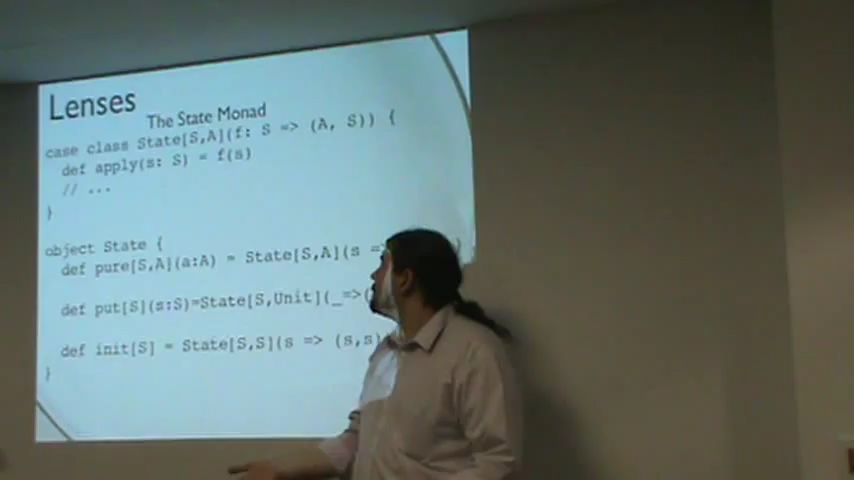 Lenses
The State Monad
case class State[S,A](f: S => (A, S)) {
def apply(s: S) = f(s)
// ...
}
object State {
def pure[S,A](a:A) = State[S,A](s =>
def put[S](s:S)=State[S,Unit](_=>(
def init[S] = State[S,S](s => (s,s)
}